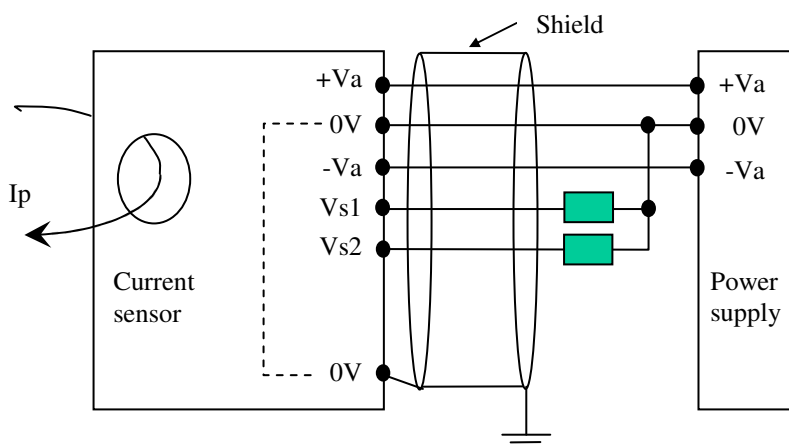 Shield
+Va
0V
-Va
Vs1
Vs2
0V
Ip
Current
sensor
+Va
0V
-Va
Power
supply